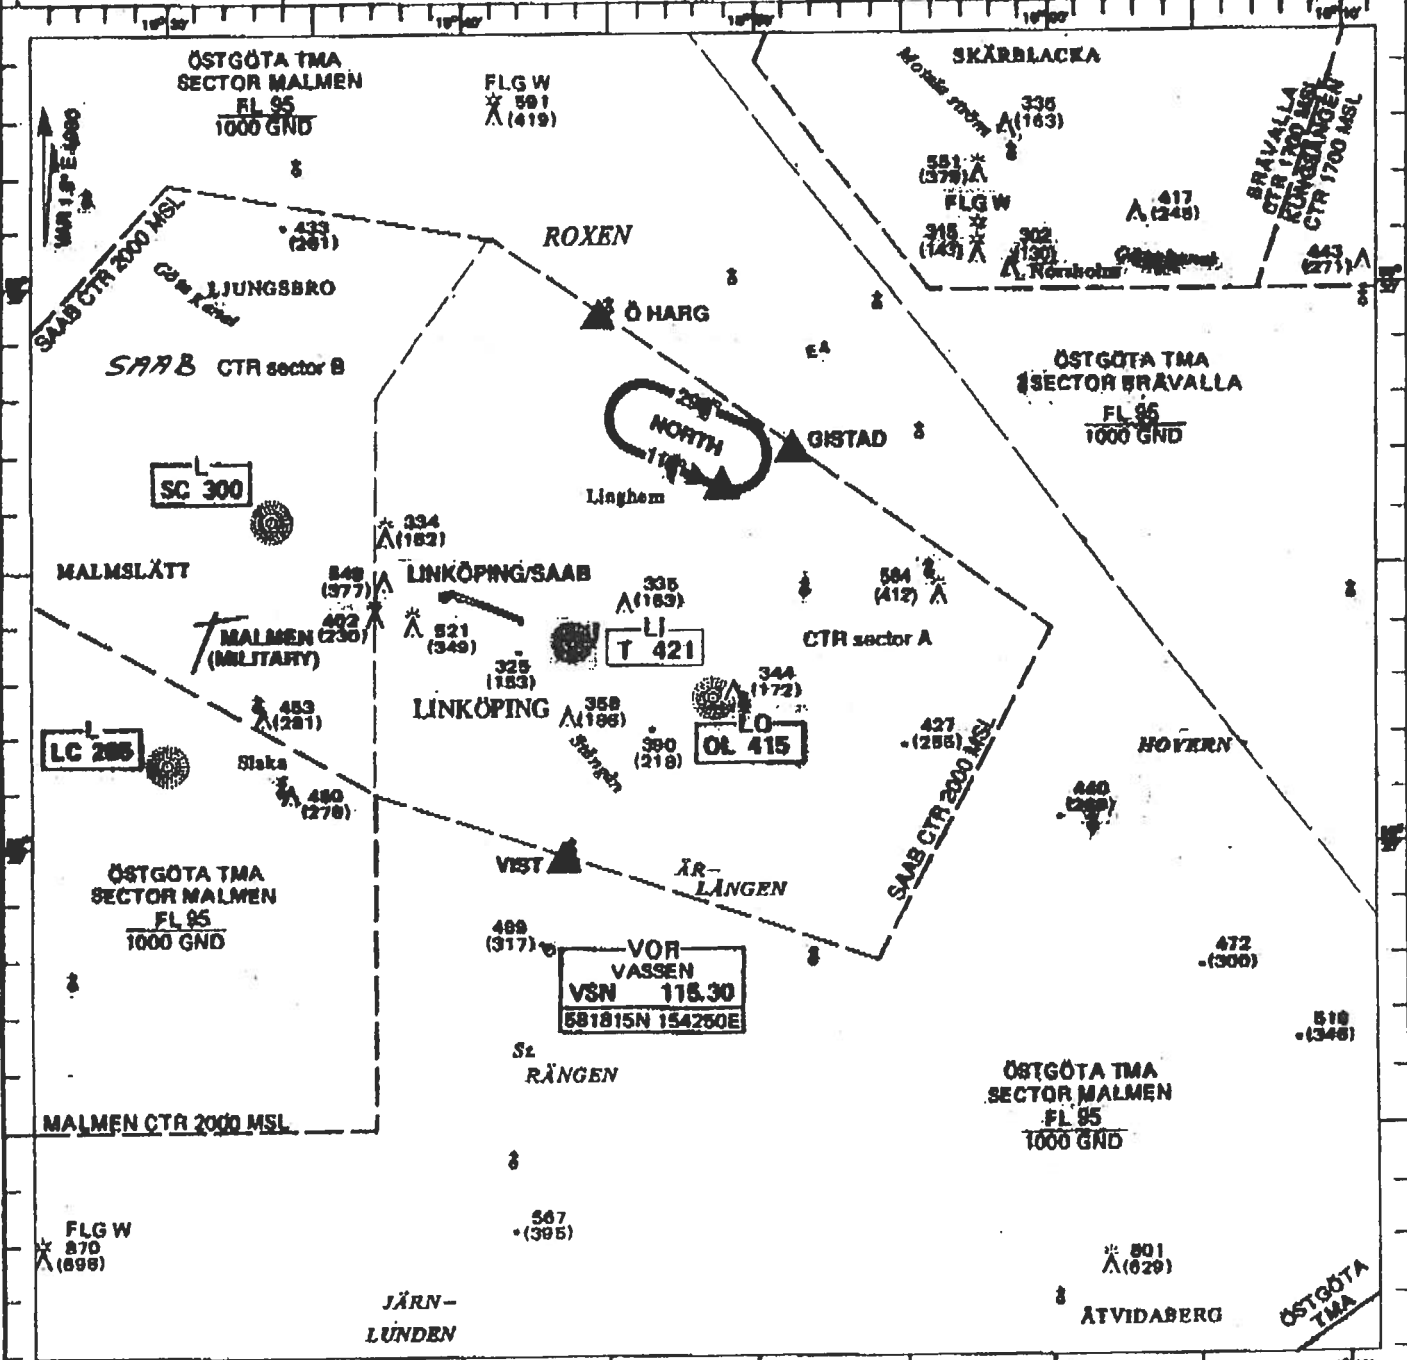 ÖSTGÖTA TMA
SECTOR MALMEN
FL 95
1000 GND
FLG W
591
(419)
SKÄRBLACKA
Motala ström
335
(163)
551
(379)
FLG W
315
(143)
302
(130)
Norsholm
417
(245)
443
(271)
BRÅVALLA
CTR 1700 MSL
KUNGSÄNGEN
CTR 1700 MSL
SAAB CTR 2000 MSL
433
(261)
ROXEN
Göta Kanal
LJUNGSBRO
Ö HARG
SAAB CTR sector B
ÖSTGÖTA TMA
SECTOR BRÅVALLA
FL 95
1000 GND
NORTH
GISTAD
Linghem
L
SC 300
334
(162)
MALMSLÄTT
549
(377)
LINKÖPING/SAAB
335
(163)
584
(412)
402
(230)
521
(349)
MALMEN
(MILITARY)
LI
T 421
CTR sector A
325
(153)
344
(172)
453
(281)
LINKÖPING
358
(186)
Stångån
390
(218)
LO
OL 415
427
(255)
HOVERN
L
LC
Slaka
450
(278)
440
SAAB CTR 2000 MSL
VIST
ÄR-
LÄNGEN
ÖSTGÖTA TMA
SECTOR MALMEN
FL 95
1000 GND
489
(317)
VOR
VASSEN
VSN 115.30
581815N 154250E
472
(300)
518
(346)
St.
RÄNGEN
ÖSTGÖTA TMA
SECTOR MALMEN
FL 95
1000 GND
MALMEN CTR 2000 MSL
FLG W
870
(698)
567
(395)
801
(629)
JÄRN-
LUNDEN
ÅTVIDABERG
ÖSTGÖTA
TMA